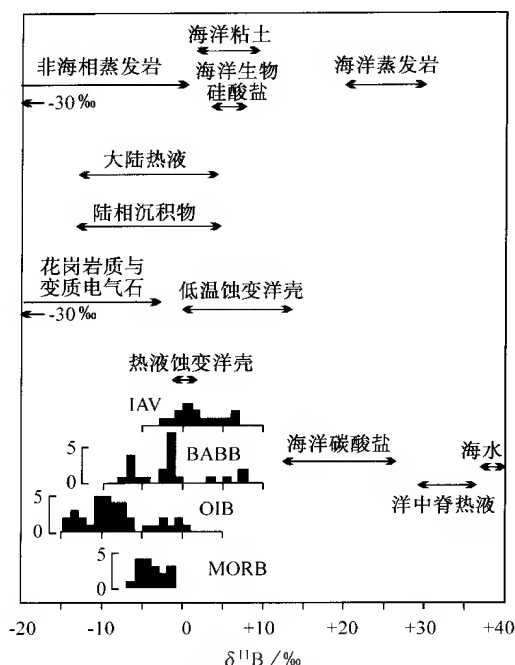 海洋粘土
非海相蒸发岩
海洋生物
硅酸盐
海洋蒸发岩
-30‰
大陆热液
陆相沉积物
花岗岩质与
变质电气石
低温蚀变洋壳
-30‰
热液蚀变洋壳
IAV
海洋碳酸盐
海水
5
BABB
0
洋中脊热液
5
OIB
0
5
MORB
0
-20
-10
0
+10
+20
+30
+40
δ¹¹B/‰